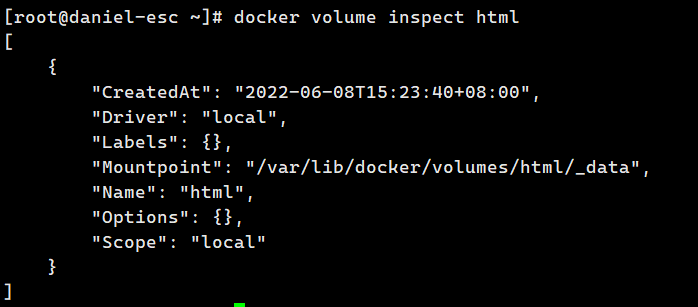 [root@daniel-esc ~]# docker volume inspect html
[
    {
        "CreatedAt": "2022-06-08T15:23:40+08:00",
        "Driver": "local",
        "Labels": {},
        "Mountpoint": "/var/lib/docker/volumes/html/_data",
        "Name": "html",
        "Options": {},
        "Scope": "local"
    }
]